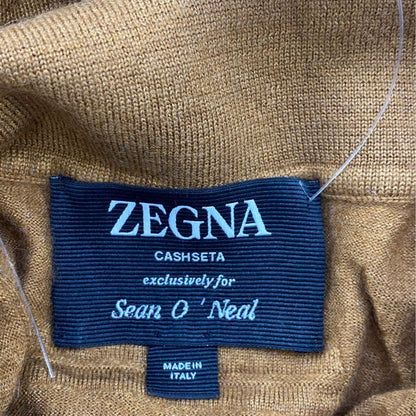 ZEGNA
CASHSETA
exclusively for
Sean O 'Neal
MADE IN
ITALY